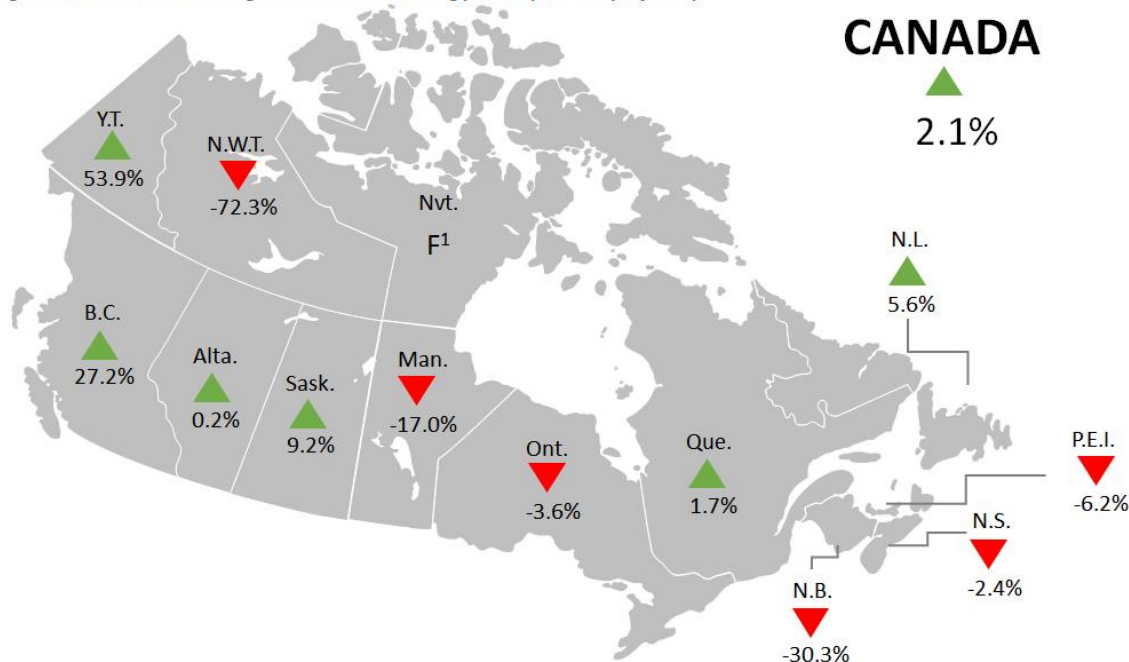 CANADA
2.1%
Y.T.
53.9%
N.W.T.
-72.3%
Nvt.
F¹
N.L.
5.6%
B.C.
27.2%
Alta.
0.2%
Sask.
9.2%
Man.
-17.0%
Ont.
-3.6%
Que.
1.7%
P.E.I.
-6.2%
N.S.
-2.4%
N.B.
-30.3%